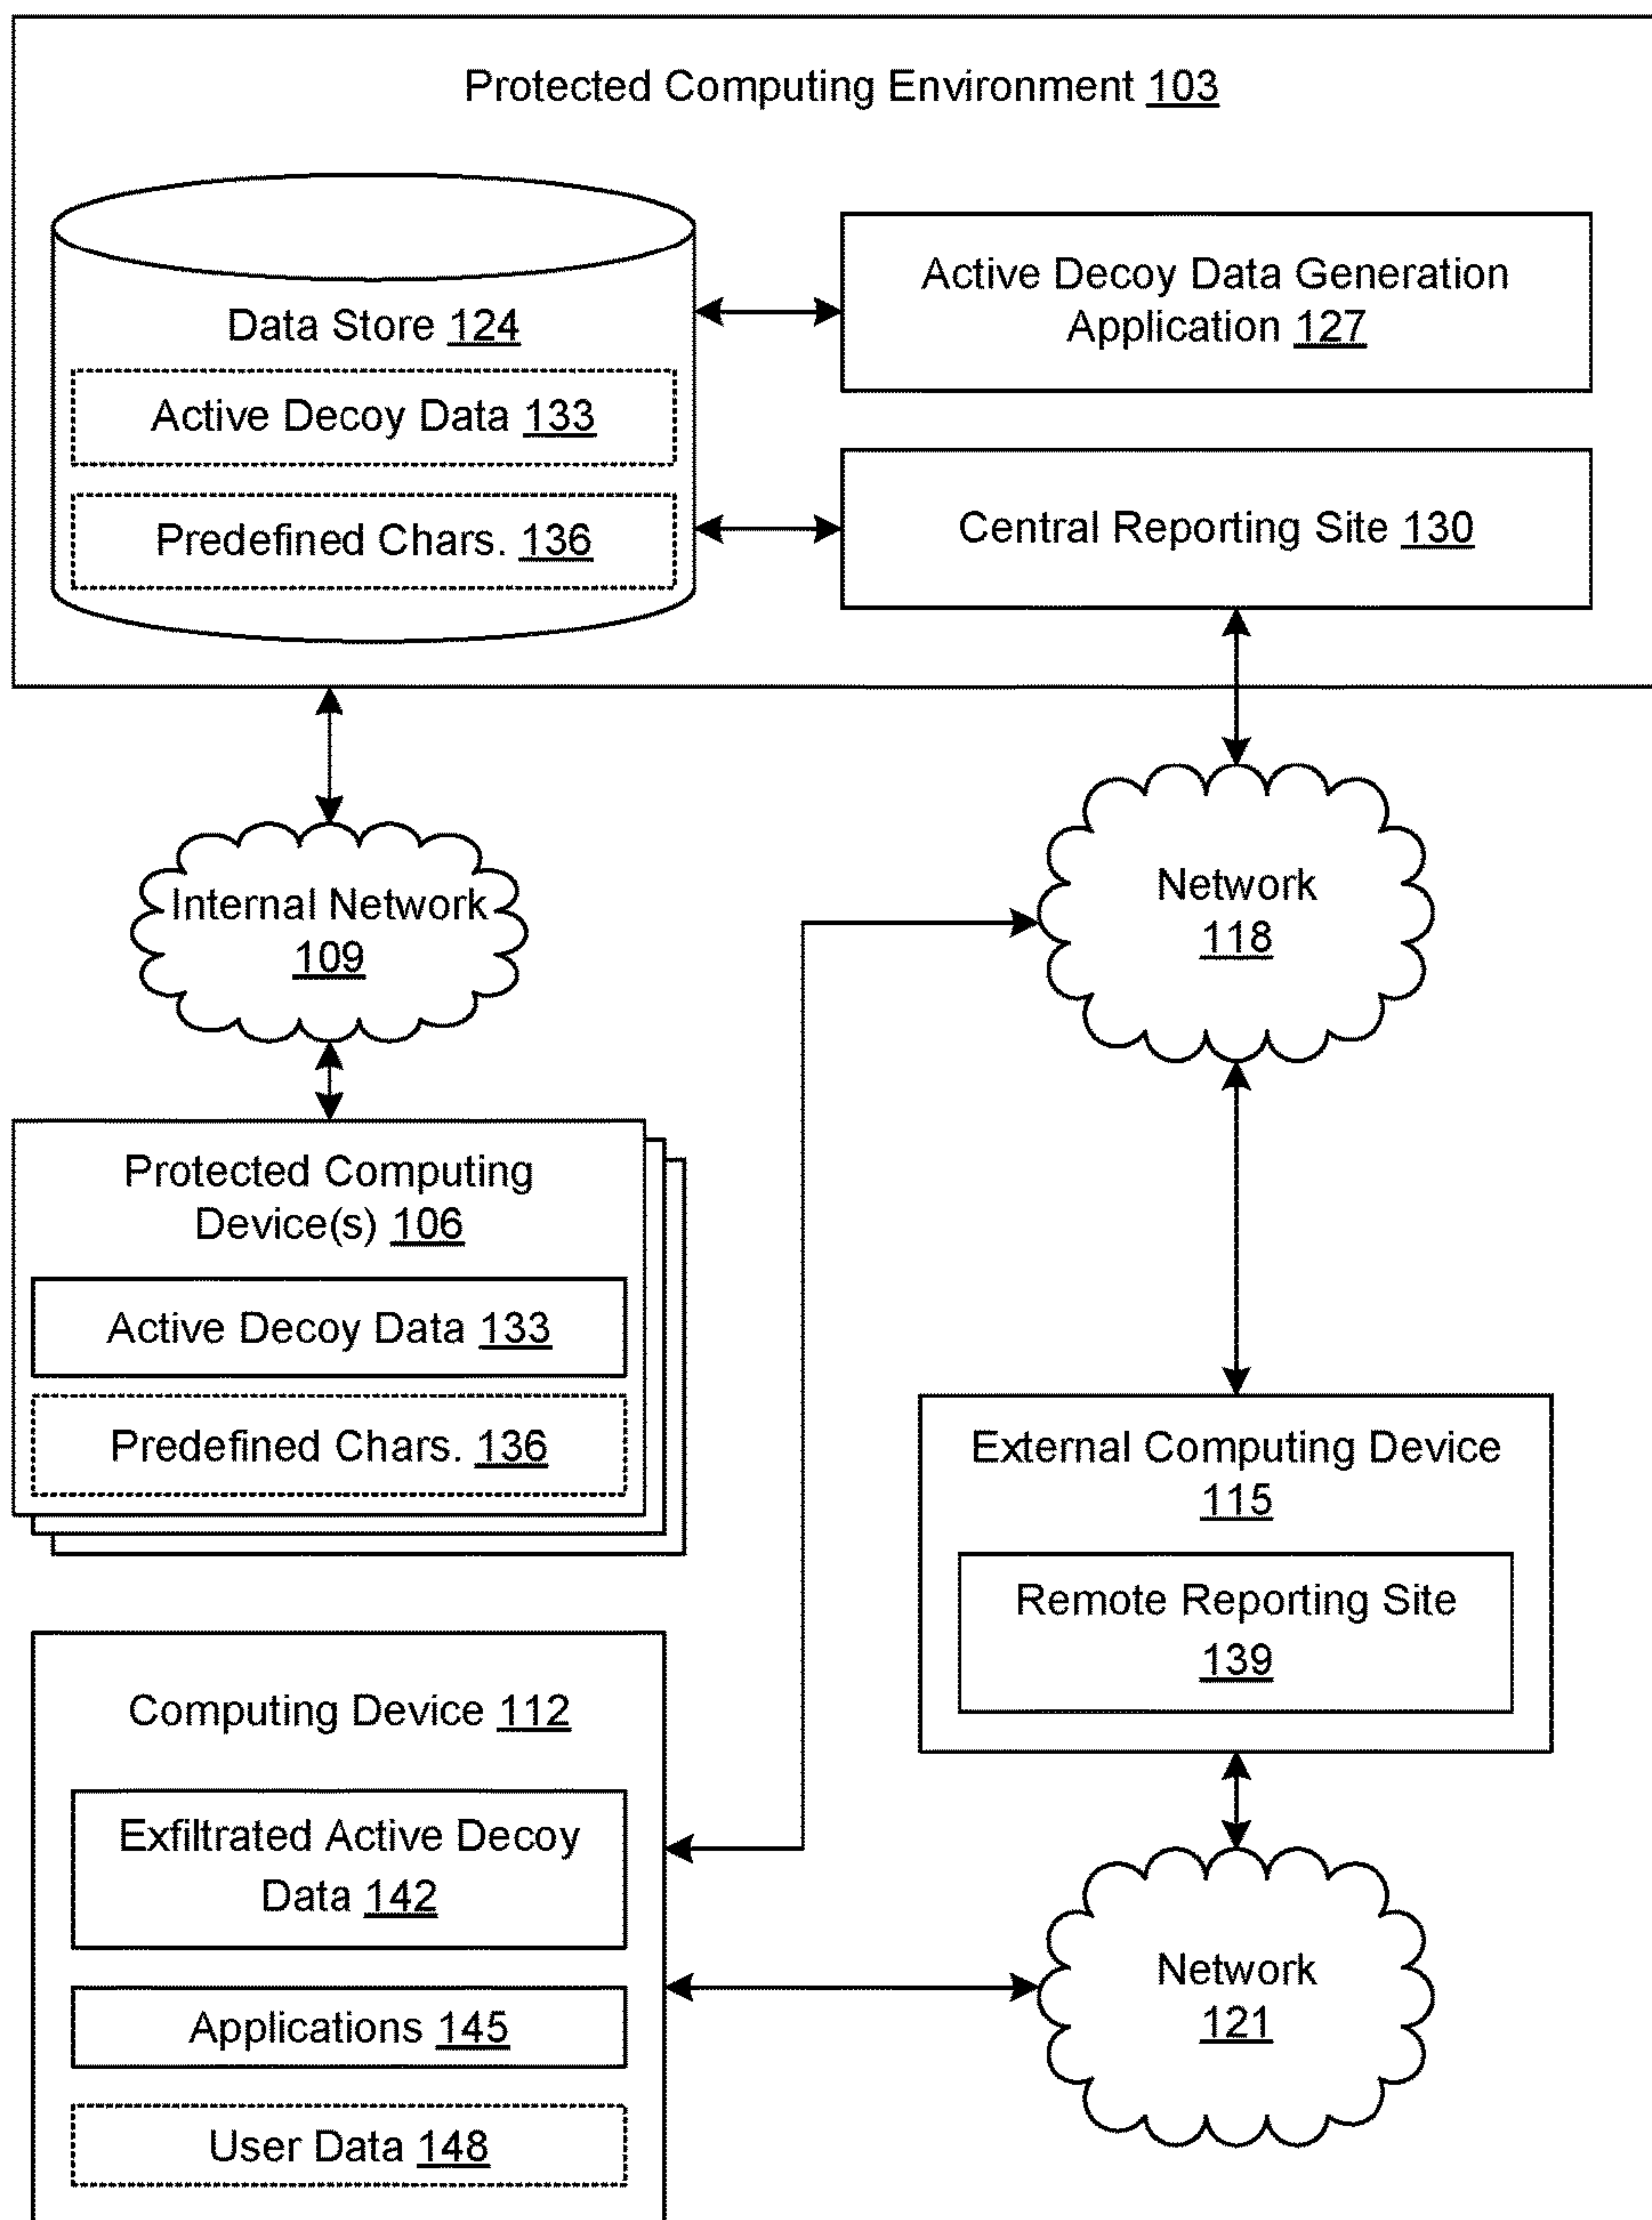 Protected Computing Environment 103
Data Store 124
Active Decoy Data 133
Predefined Chars. 136
Active Decoy Data Generation
Application 127
Central Reporting Site 130
Internal Network
109
Network
118
Protected Computing
Device(s) 106
Active Decoy Data 133
Predefined Chars. 136
External Computing Device
115
Remote Reporting Site
139
Computing Device 112
Exfiltrated Active Decoy
Data 142
Applications 145
User Data 148
Network
121